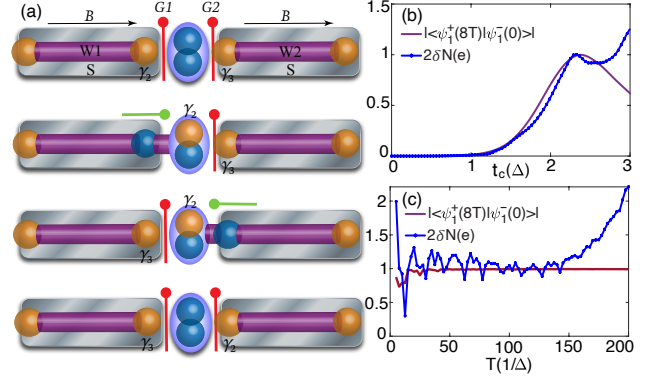 (a)
B
G1
G2
B
W1
S
γ2
γ3
W2
S
γ2
γ3
γ2
γ3
γ3
γ2
(b)
1
0.5
0
|<ψ1+(8T)|ψ1-(0)>|
2δN(e)
0 1 2 3
tc(Δ)
(c)
2
1.5
1
0.5
0
|<ψ1+(8T)|ψ1-(0)>|
2δN(e)
0 50 100 150 200
T(1/Δ)